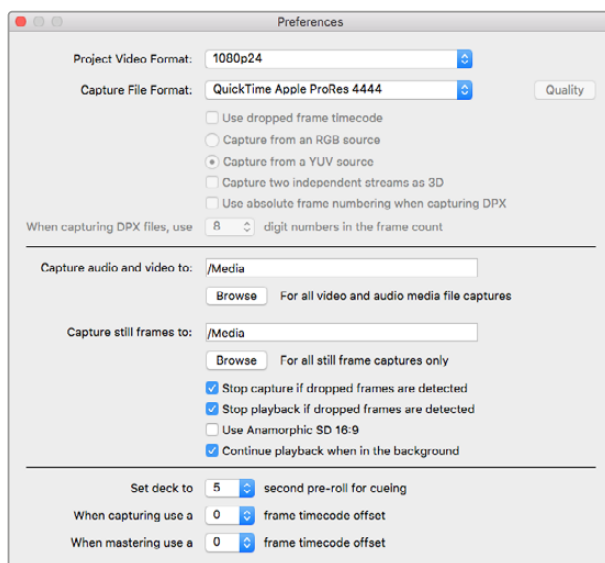 Preferences
Project Video Format: 1080p24
Capture File Format: QuickTime Apple ProRes 4444 Quality
Use dropped frame timecode
Capture from an RGB source
Capture from a YUV source
Capture two independent streams as 3D
Use absolute frame numbering when capturing DPX
When capturing DPX files, use 8 digit numbers in the frame count
Capture audio and video to: /Media
Browse For all video and audio media file captures
Capture still frames to: /Media
Browse For all still frame captures only
Stop capture if dropped frames are detected
Stop playback if dropped frames are detected
Use Anamorphic SD 16:9
Continue playback when in the background
Set deck to 5 second pre-roll for cueing
When capturing use a 0 frame timecode offset
When mastering use a 0 frame timecode offset